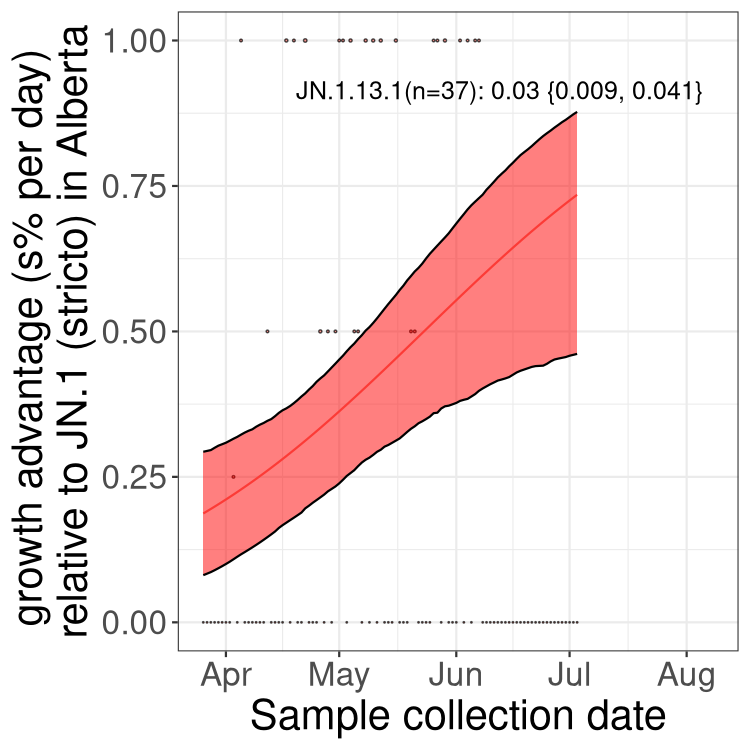 growth advantage (s% per day)
relative to JN.1 (stricto) in Alberta
1.00
JN.1.13.1(n=37): 0.03 {0.009, 0.041}
0.75
0.50
0.25
0.00
Apr May Jun Jul Aug
Sample collection date